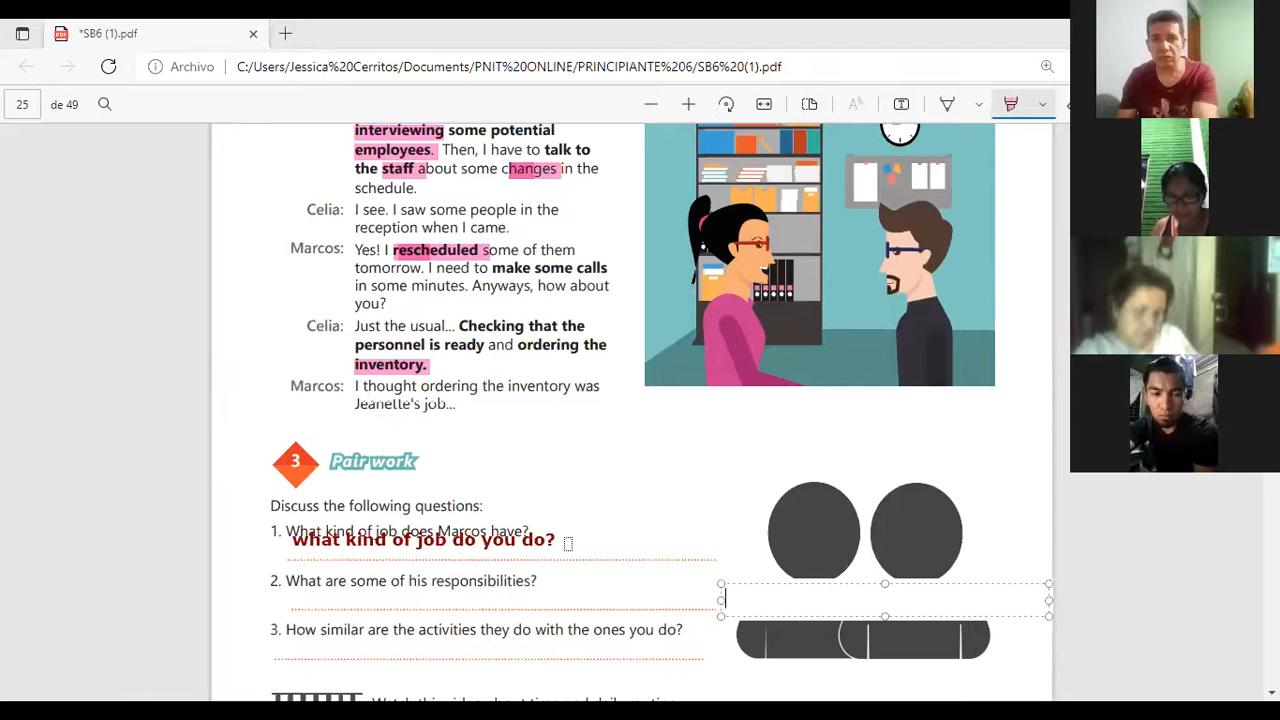 *SB6 (1).pdf
Archivo C:/Users/Jessica%20Cerritos/Documents/PNIT%20ONLINE/PRINCIPIANTE%206/SB6%20(1).pdf
25 de 49
interviewing some potential
employees. Then, I have to talk to
the staff about some changes in the
schedule.
Celia: I see. I saw some people in the
reception when I came.
Marcos: Yes! I rescheduled some of them
tomorrow. I need to make some calls
in some minutes. Anyways, how about
you?
Celia: Just the usual... Checking that the
personnel is ready and ordering the
inventory.
Marcos: I thought ordering the inventory was
Jeanette's job...
3 Pair work
Discuss the following questions:
1. What kind of job does Marcos have?
what kind of job do you do?
2. What are some of his responsibilities?
3. How similar are the activities they do with the ones you do?